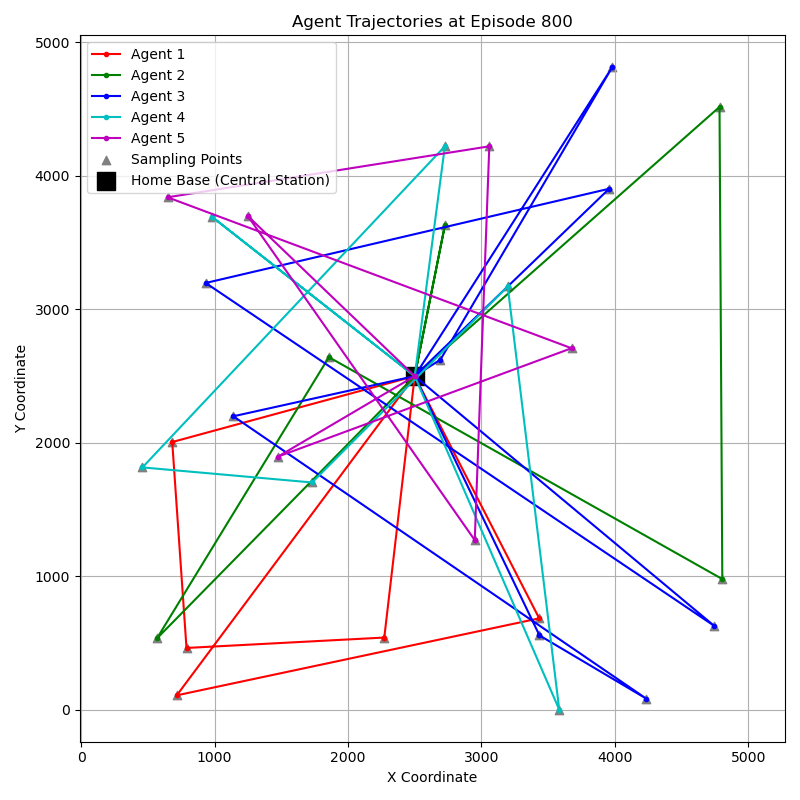 Agent Trajectories at Episode 800
Agent 1
Agent 2
Agent 3
Agent 4
Agent 5
Sampling Points
Home Base (Central Station)
5000
4000
3000
2000
1000
0
Y Coordinate
0 1000 2000 3000 4000 5000
X Coordinate